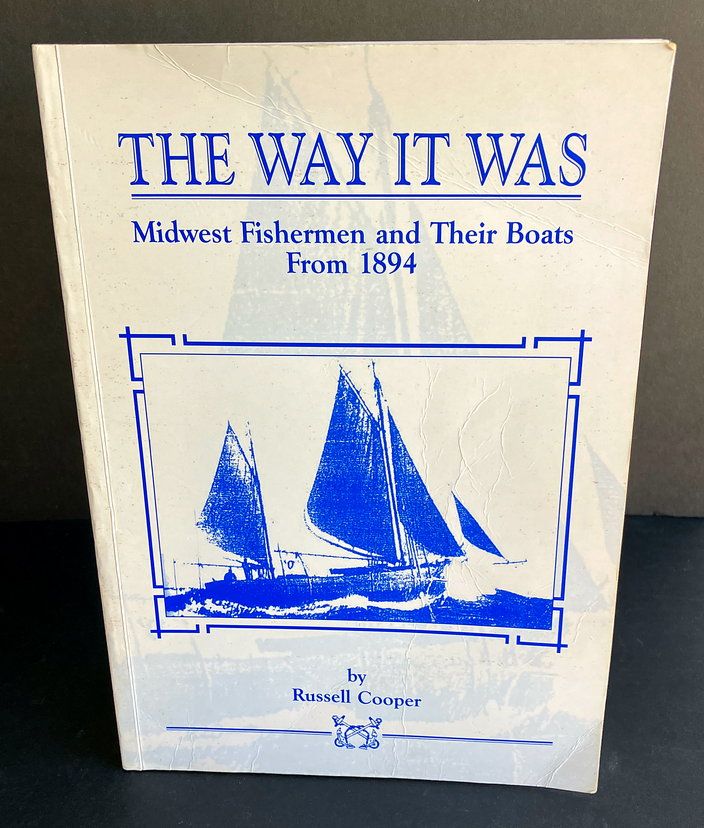 THE WAY IT WAS
Midwest Fishermen and Their Boats
From 1894
by
Russell Cooper